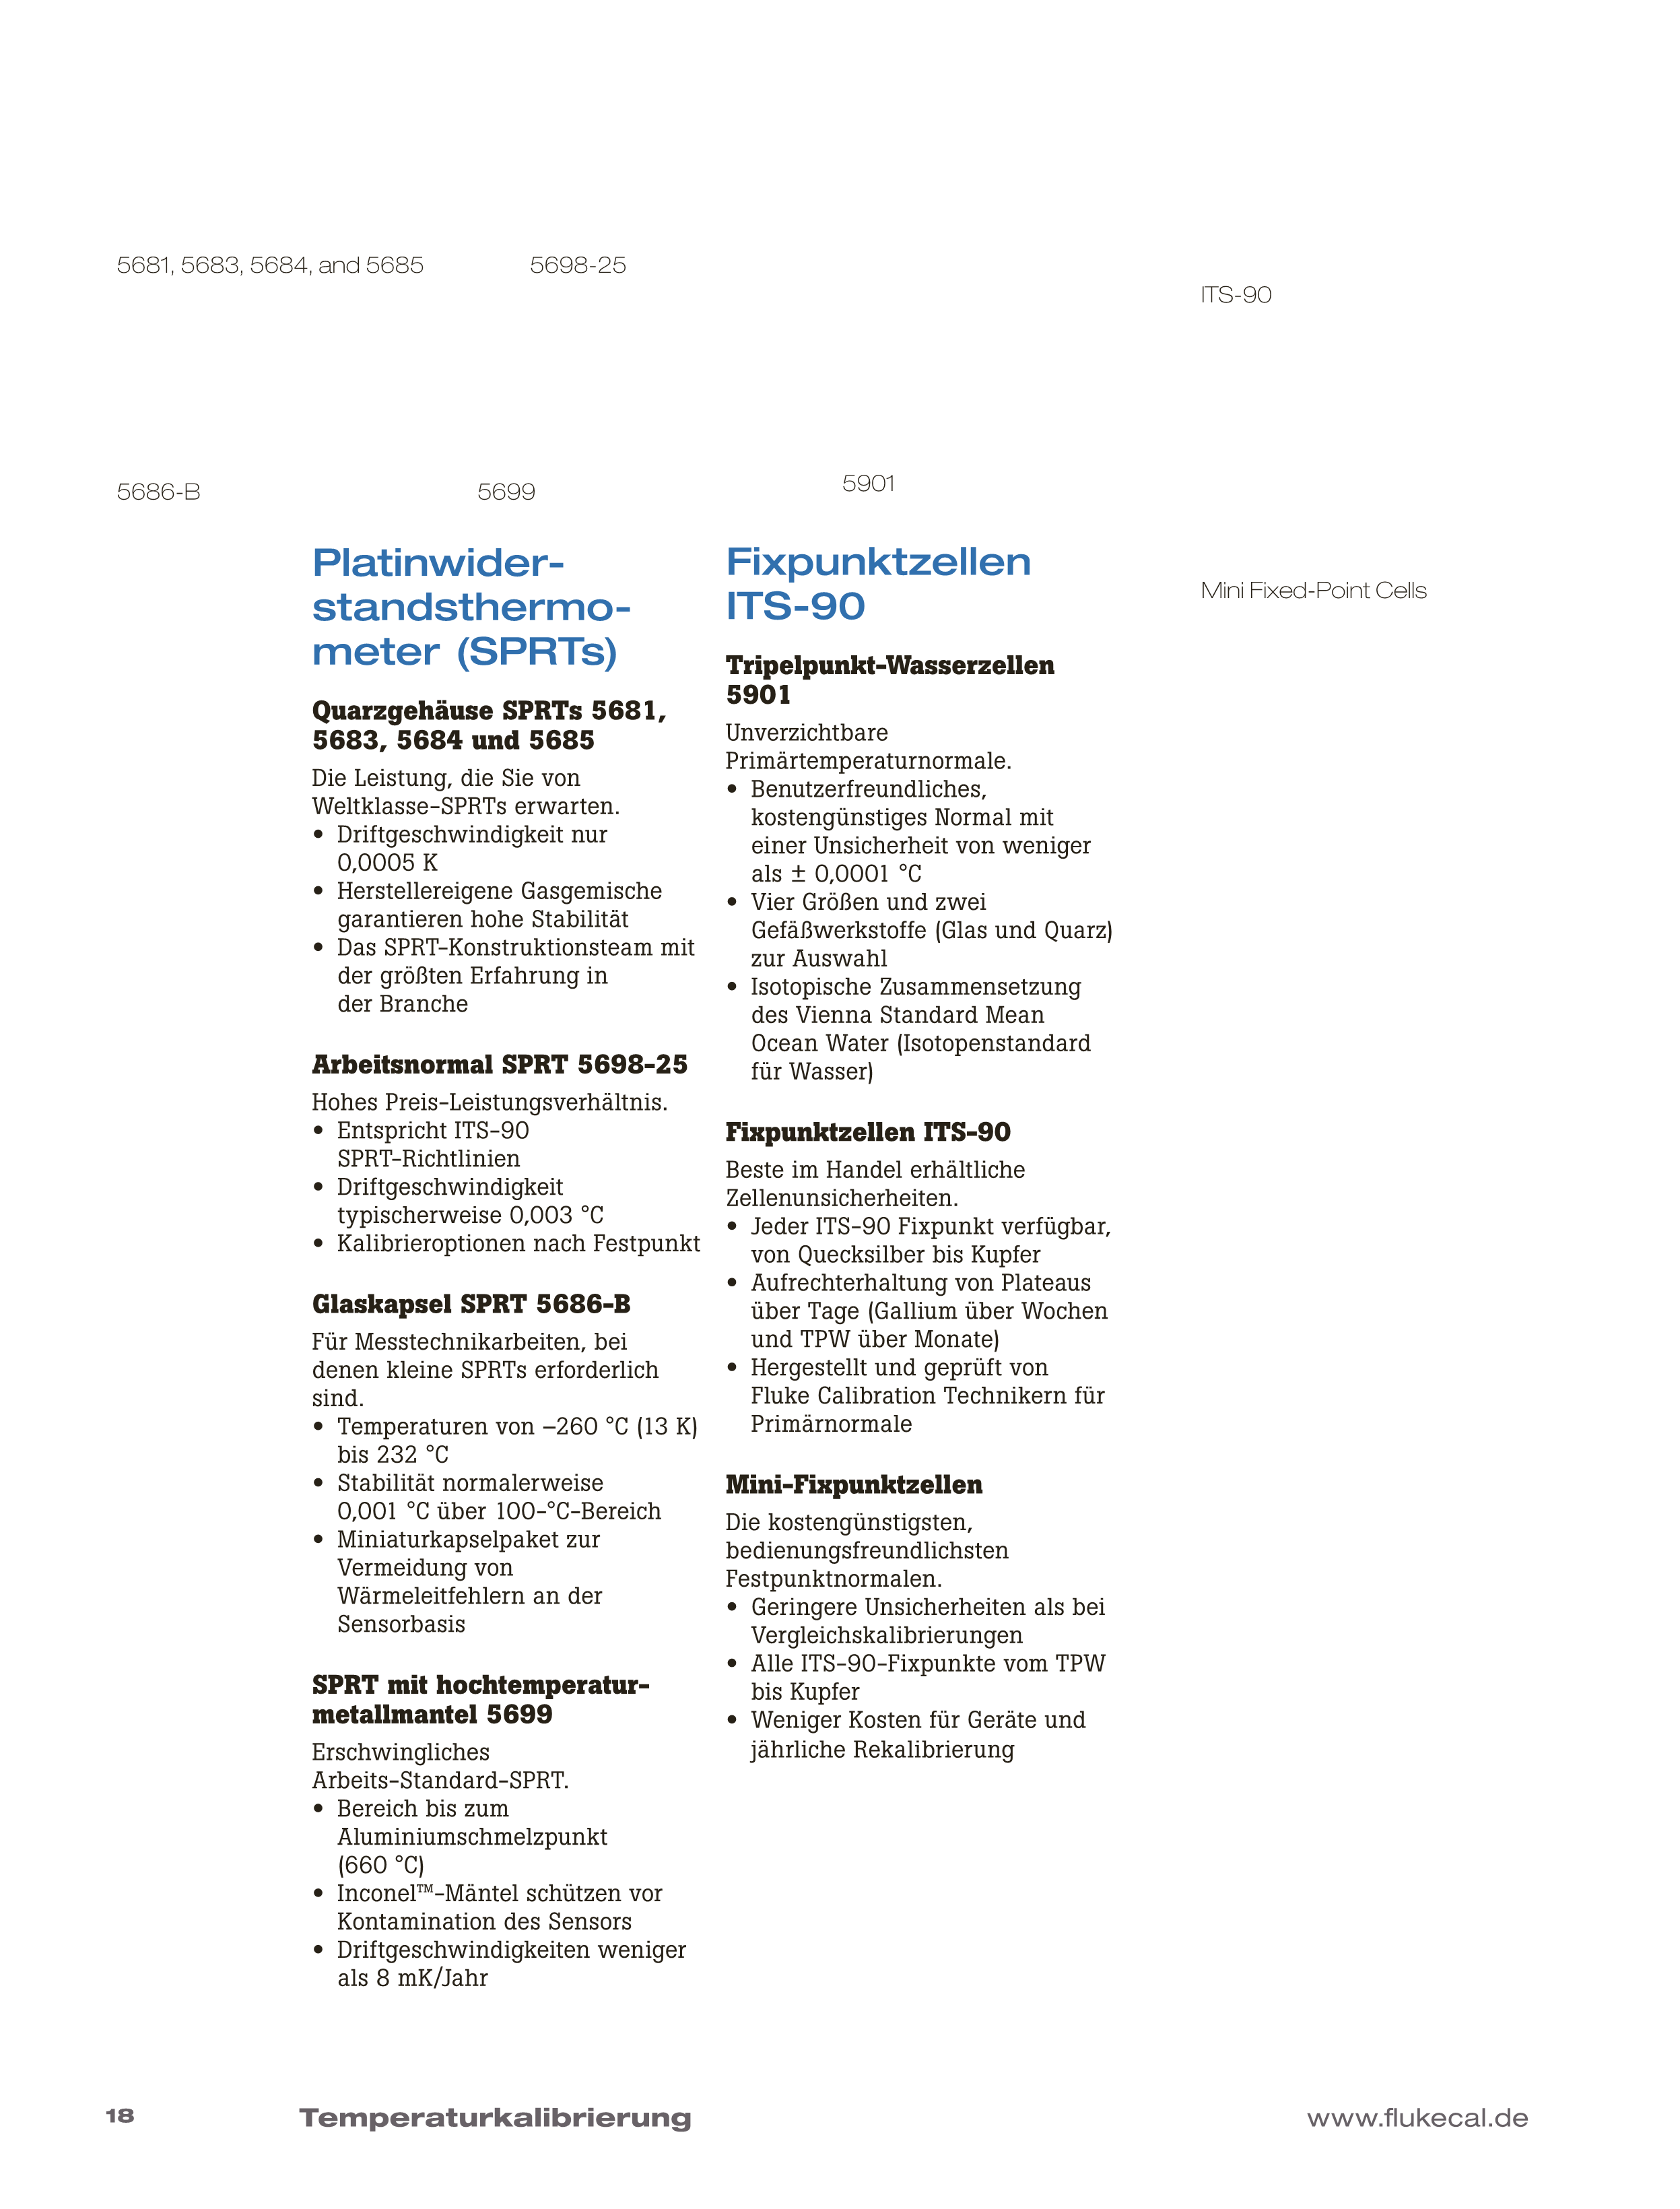 5681, 5683, 5684, and 5685
5698-25
ITS-90
5686-B
5699
5901
Mini Fixed-Point Cells
Platinwider-
standsthermo-
meter (SPRTs)
Quarzgehäuse SPRTs 5681,
5683, 5684 und 5685
Die Leistung, die Sie von
Weltklasse-SPRTs erwarten.
• Driftgeschwindigkeit nur
0,0005 K
• Herstellereigene Gasgemische
garantieren hohe Stabilität
• Das SPRT-Konstruktionsteam mit
der größten Erfahrung in
der Branche
Arbeitsnormal SPRT 5698-25
Hohes Preis-Leistungsverhältnis.
• Entspricht ITS-90
SPRT-Richtlinien
• Driftgeschwindigkeit
typischerweise 0,003 °C
• Kalibrieroptionen nach Festpunkt
Glaskapsel SPRT 5686-B
Für Messtechnikarbeiten, bei
denen kleine SPRTs erforderlich
sind.
• Temperaturen von –260 °C (13 K)
bis 232 °C
• Stabilität normalerweise
0,001 °C über 100-°C-Bereich
• Miniaturkapselpaket zur
Vermeidung von
Wärmeleitfehlern an der
Sensorbasis
SPRT mit hochtemperatur-
metallmantel 5699
Erschwingliches
Arbeits-Standard-SPRT.
• Bereich bis zum
Aluminiumschmelzpunkt
(660 °C)
• Inconel™-Mäntel schützen vor
Kontamination des Sensors
• Driftgeschwindigkeiten weniger
als 8 mK/Jahr
Fixpunktzellen
ITS-90
Tripelpunkt-Wasserzellen
5901
Unverzichtbare
Primärtemperaturnormale.
• Benutzerfreundliches,
kostengünstiges Normal mit
einer Unsicherheit von weniger
als ± 0,0001 °C
• Vier Größen und zwei
Gefäßwerkstoffe (Glas und Quarz)
zur Auswahl
• Isotopische Zusammensetzung
des Vienna Standard Mean
Ocean Water (Isotopenstandard
für Wasser)
Fixpunktzellen ITS-90
Beste im Handel erhältliche
Zellenunsicherheiten.
• Jeder ITS-90 Fixpunkt verfügbar,
von Quecksilber bis Kupfer
• Aufrechterhaltung von Plateaus
über Tage (Gallium über Wochen
und TPW über Monate)
• Hergestellt und geprüft von
Fluke Calibration Technikern für
Primärnormale
Mini-Fixpunktzellen
Die kostengünstigsten,
bedienungsfreundlichsten
Festpunktnormalen.
• Geringere Unsicherheiten als bei
Vergleichskalibrierungen
• Alle ITS-90-Fixpunkte vom TPW
bis Kupfer
• Weniger Kosten für Geräte und
jährliche Rekalibrierung
18
Temperaturkalibrierung
www.flukecal.de